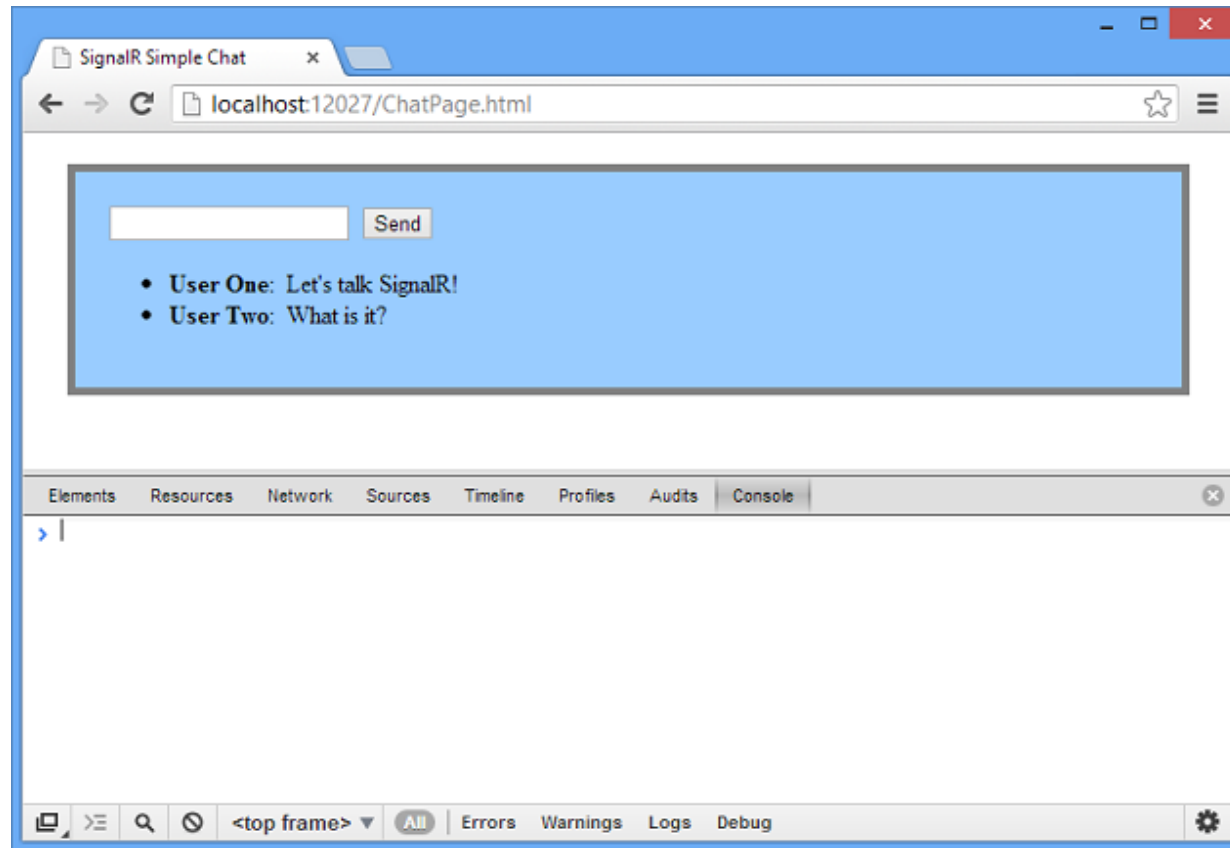 SignalR Simple Chat
localhost:12027/ChatPage.html
Send
• User One: Let's talk SignalR!
• User Two: What is it?
Elements Resources Network Sources Timeline Profiles Audits Console
<top frame> All Errors Warnings Logs Debug